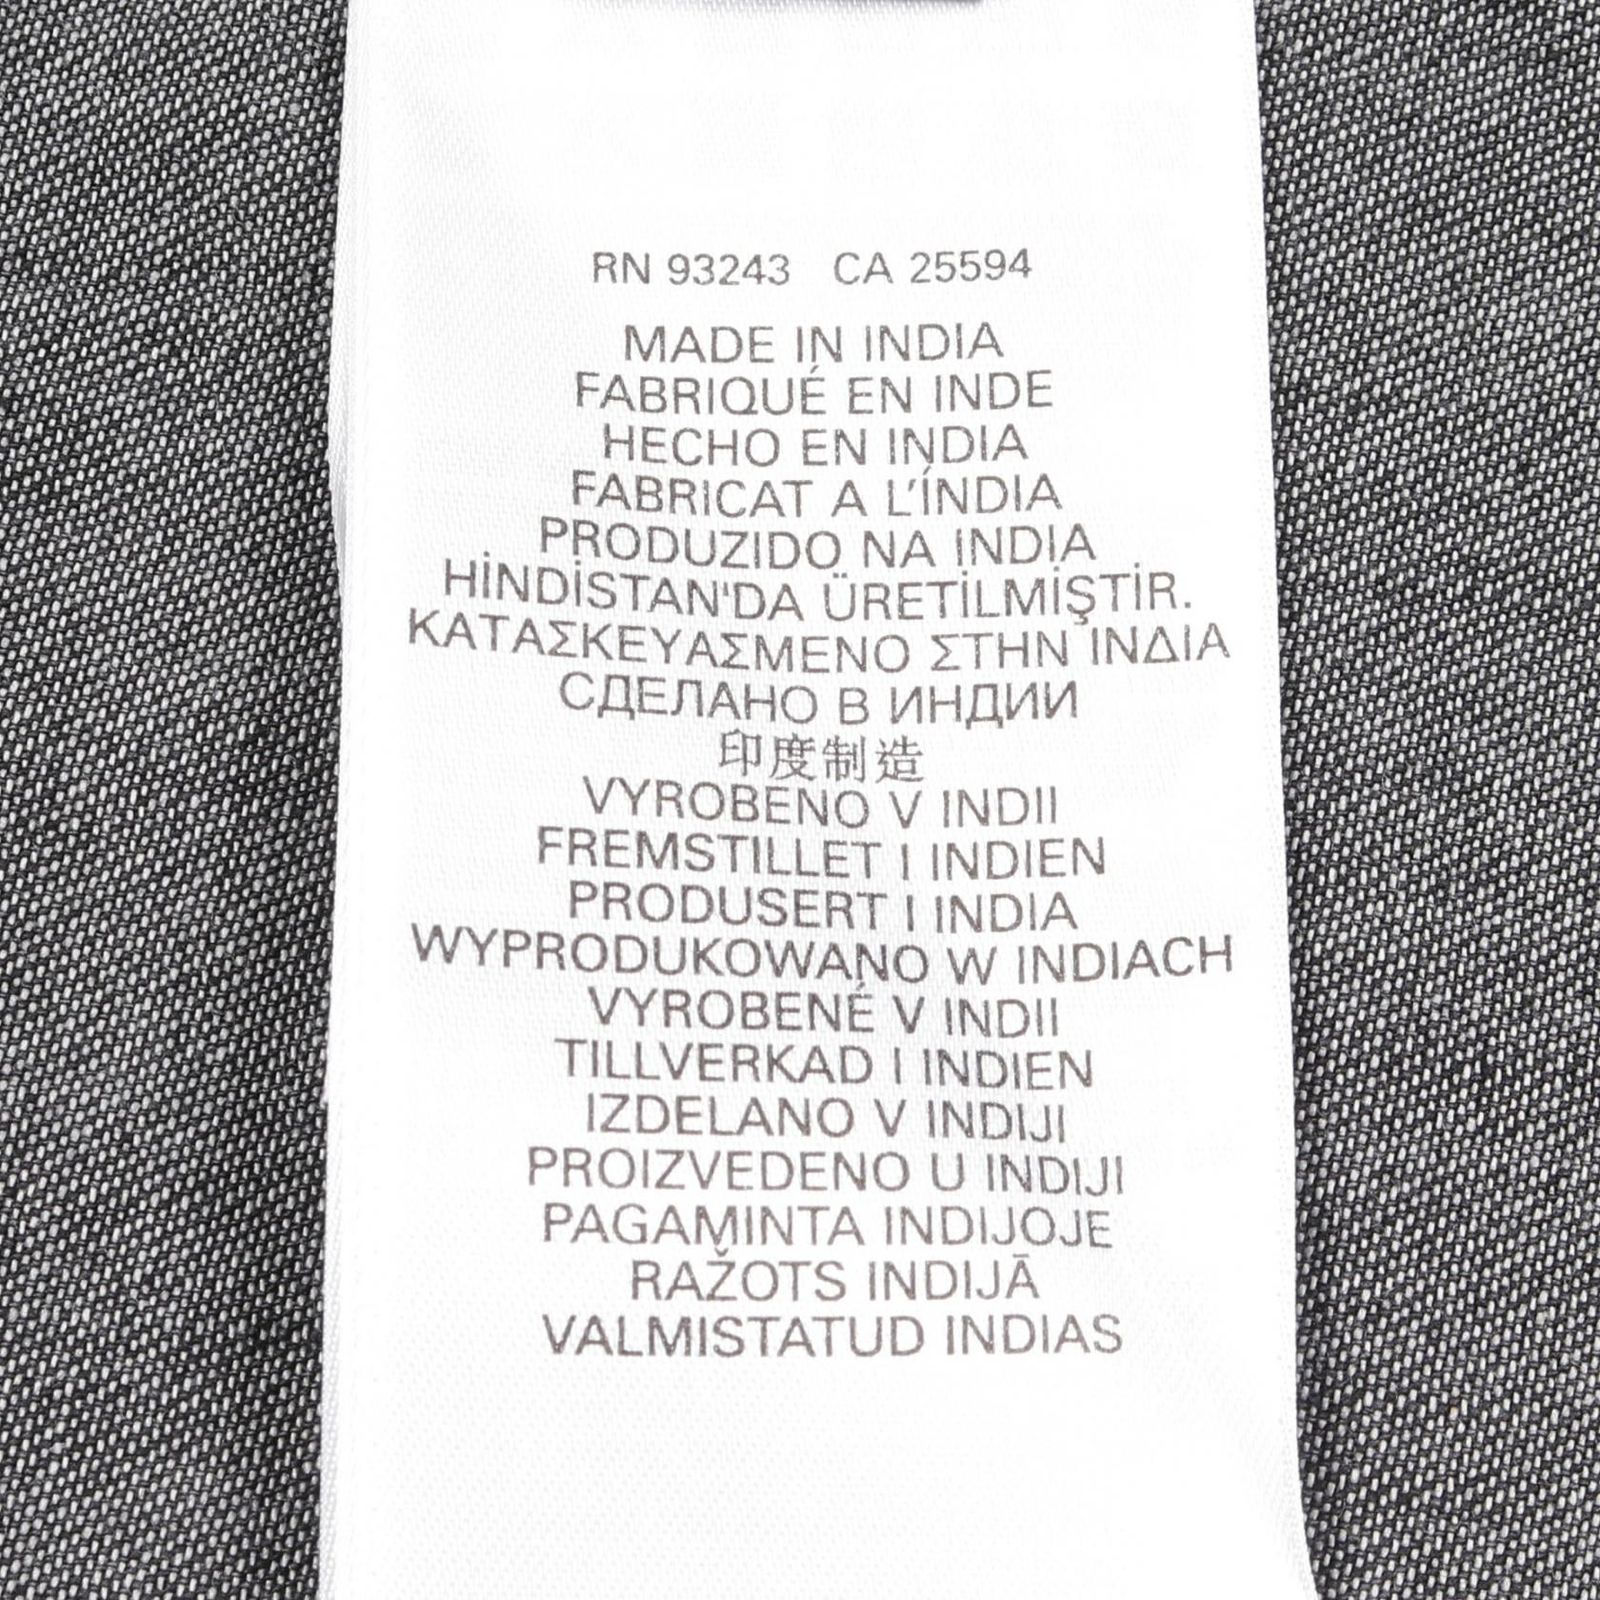 RN 93243 CA 25594
MADE IN INDIA
FABRIQUÉ EN INDE
HECHO EN INDIA
FABRICAT A L'ÍNDIA
PRODUZIDO NA INDIA
HİNDİSTAN'DA ÜRETİLMİŞTİR.
ΚΑΤΑΣΚΕΥΑΣΜΕΝΟ ΣΤΗΝ ΙΝΔΙΑ
СДЕЛАНО В ИНДИИ
印度制造
VYROBENO V INDII
FREMSTILLET I INDIEN
PRODUSERT I INDIA
WYPRODUKOWANO W INDIACH
VYROBENÉ V INDII
TILLVERKAD I INDIEN
IZDELANO V INDIJI
PROIZVEDENO U INDIJI
PAGAMINTA INDIJOJE
RAŽOTS INDIJĀ
VALMISTATUD INDIAS